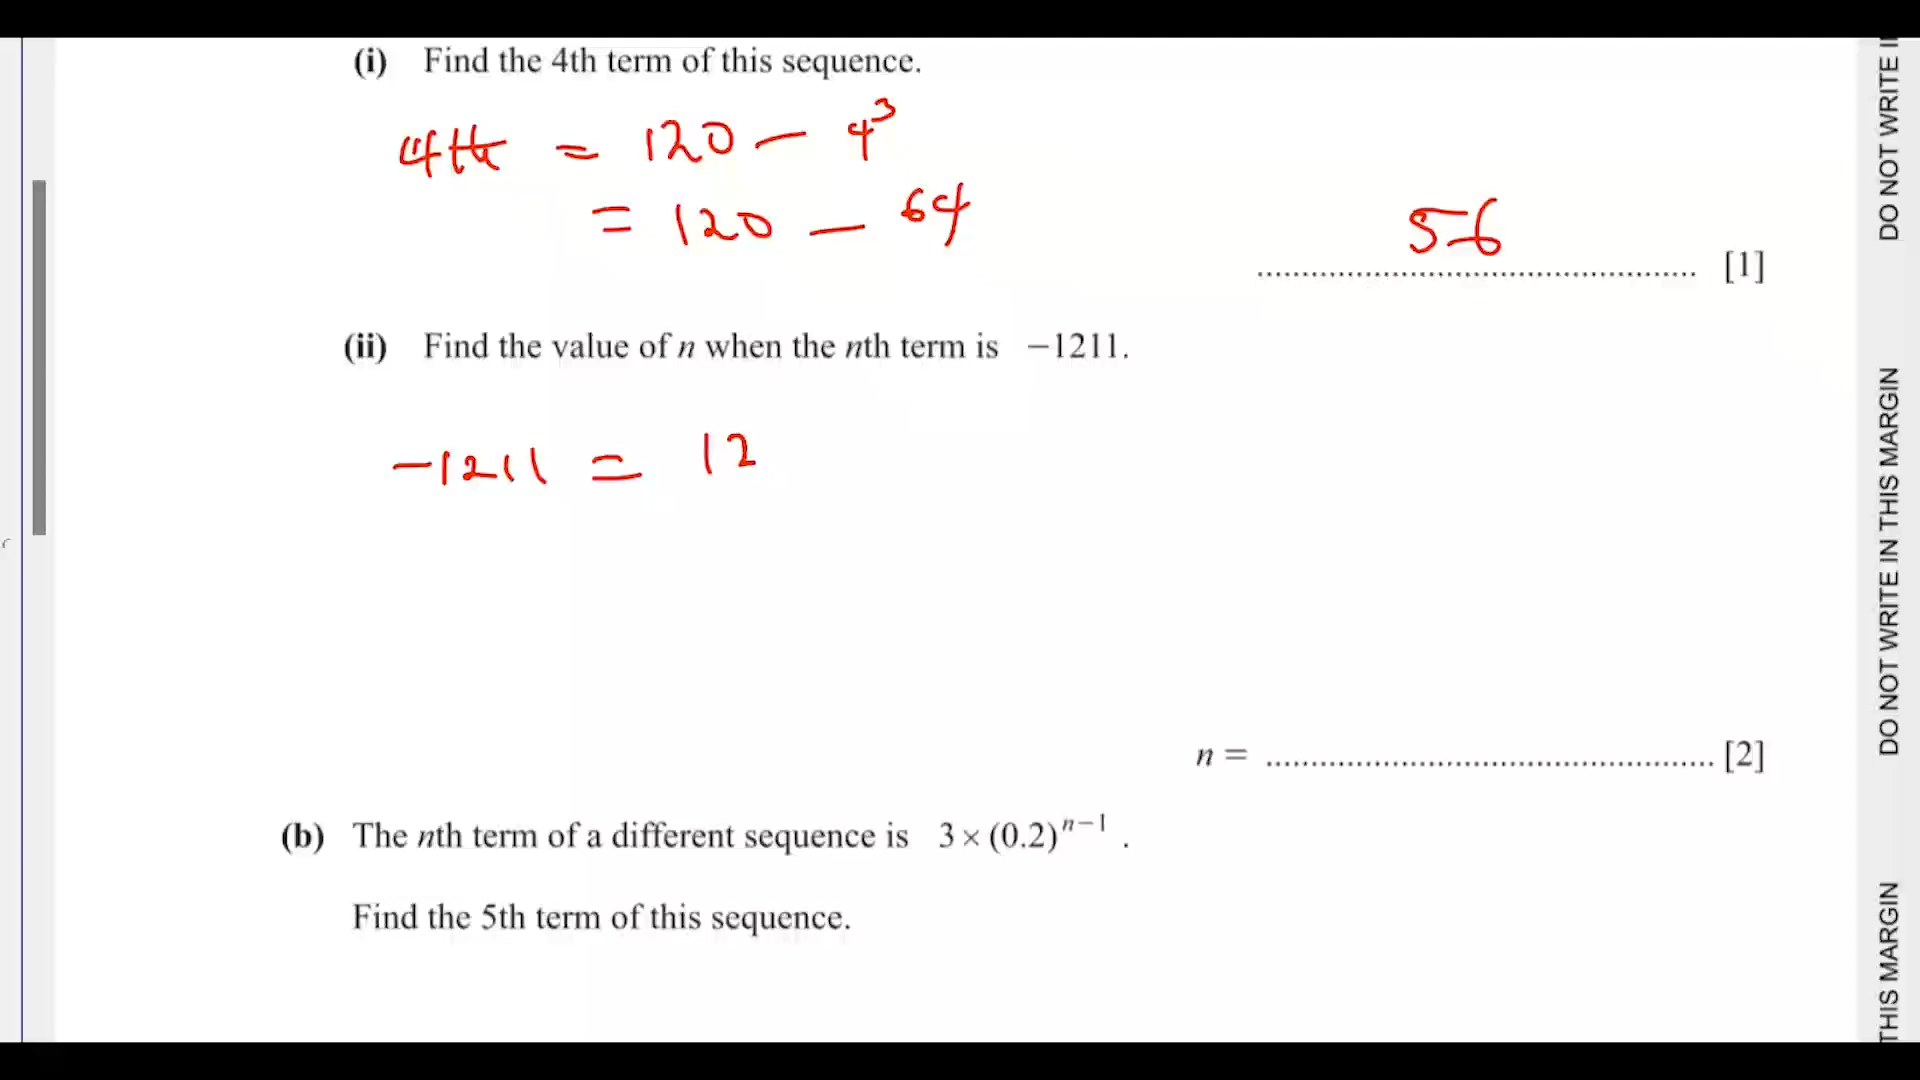 (i) Find the 4th term of this sequence.
4th = 120 - 4³
= 120 - 64
56
[1]
(ii) Find the value of n when the nth term is −1211.
-1211 = 12
n = [2]
(b) The nth term of a different sequence is 3 × (0.2)ⁿ⁻¹ .
Find the 5th term of this sequence.
DO NOT WRITE I
DO NOT WRITE IN THIS MARGIN
THIS MARGIN